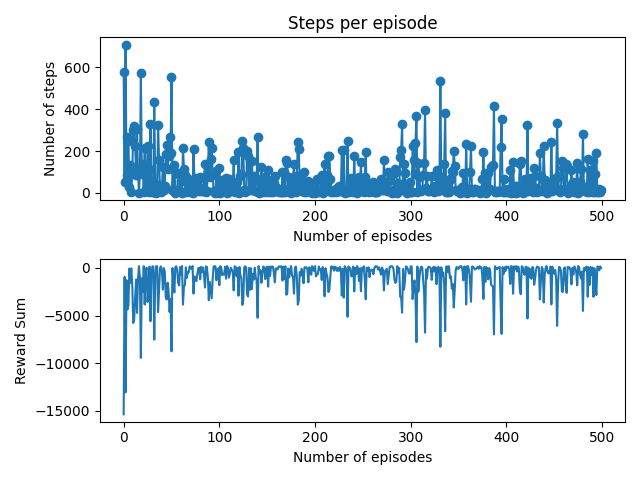 Steps per episode
Number of steps
600
400
200
0
0 100 200 300 400 500
Number of episodes
Reward Sum
0
−5000
−10000
−15000
0 100 200 300 400 500
Number of episodes